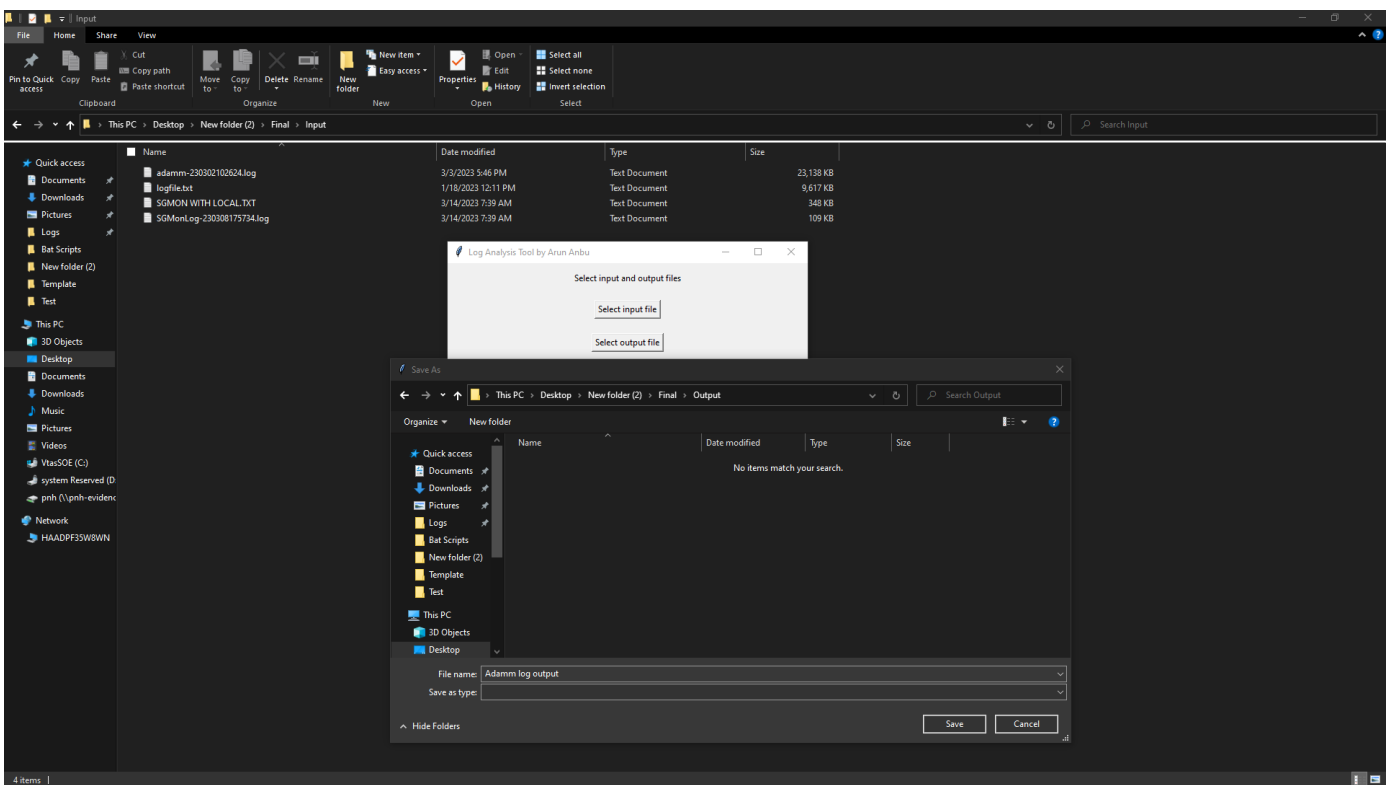 Input
File Home Share View
Pin to Quick access
Copy
Paste
Cut
Copy path
Paste shortcut
Clipboard
Move to
Copy to
Delete
Rename
Organize
New folder
New item
Easy access
New
Properties
Open
Edit
History
Open
Select all
Select none
Invert selection
Select
This PC > Desktop > New folder (2) > Final > Input
Search Input
Name Date modified Type Size
adamm-230302102624.log 3/3/2023 5:46 PM Text Document 23,138 KB
logfile.txt 1/18/2023 12:11 PM Text Document 9,617 KB
SGMON WITH LOCAL.TXT 3/14/2023 7:39 AM Text Document 348 KB
SGMonLog-230308175734.log 3/14/2023 7:39 AM Text Document 109 KB
Quick access
Documents
Downloads
Pictures
Logs
Bat Scripts
New folder (2)
Template
Test
This PC
3D Objects
Desktop
Documents
Downloads
Music
Pictures
Videos
VtasSOE (C:)
system Reserved (D
pnh (\\pnh-evidenc
Network
HAADPF35W8WN
4 items
Log Analysis Tool by Arun Anbu
Select input and output files
Select input file
Select output file
Save As
This PC > Desktop > New folder (2) > Final > Output
Search Output
Organize New folder
Name Date modified Type Size
No items match your search.
Quick access
Documents
Downloads
Pictures
Logs
Bat Scripts
New folder (2)
Template
Test
This PC
3D Objects
Desktop
File name: Adamm log output
Save as type:
Hide Folders
Save Cancel